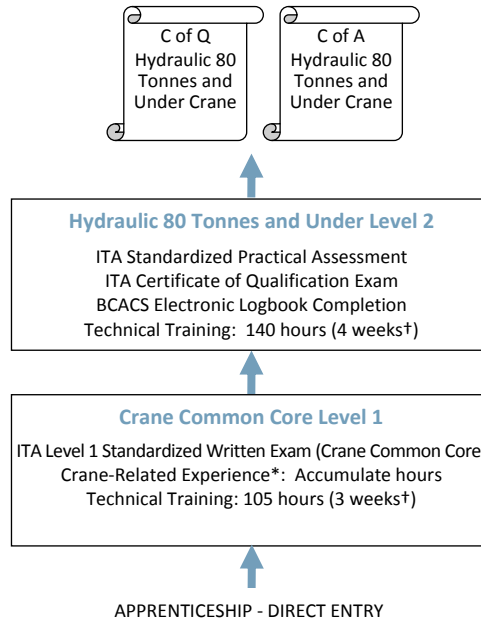 C of Q
Hydraulic 80
Tonnes and
Under Crane
C of A
Hydraulic 80
Tonnes and
Under Crane
Hydraulic 80 Tonnes and Under Level 2
ITA Standardized Practical Assessment
ITA Certificate of Qualification Exam
BCACS Electronic Logbook Completion
Technical Training:  140 hours (4 weeks†)
Crane Common Core Level 1
ITA Level 1 Standardized Written Exam (Crane Common Core
Crane-Related Experience*:  Accumulate hours
Technical Training: 105 hours (3 weeks†)
APPRENTICESHIP - DIRECT ENTRY